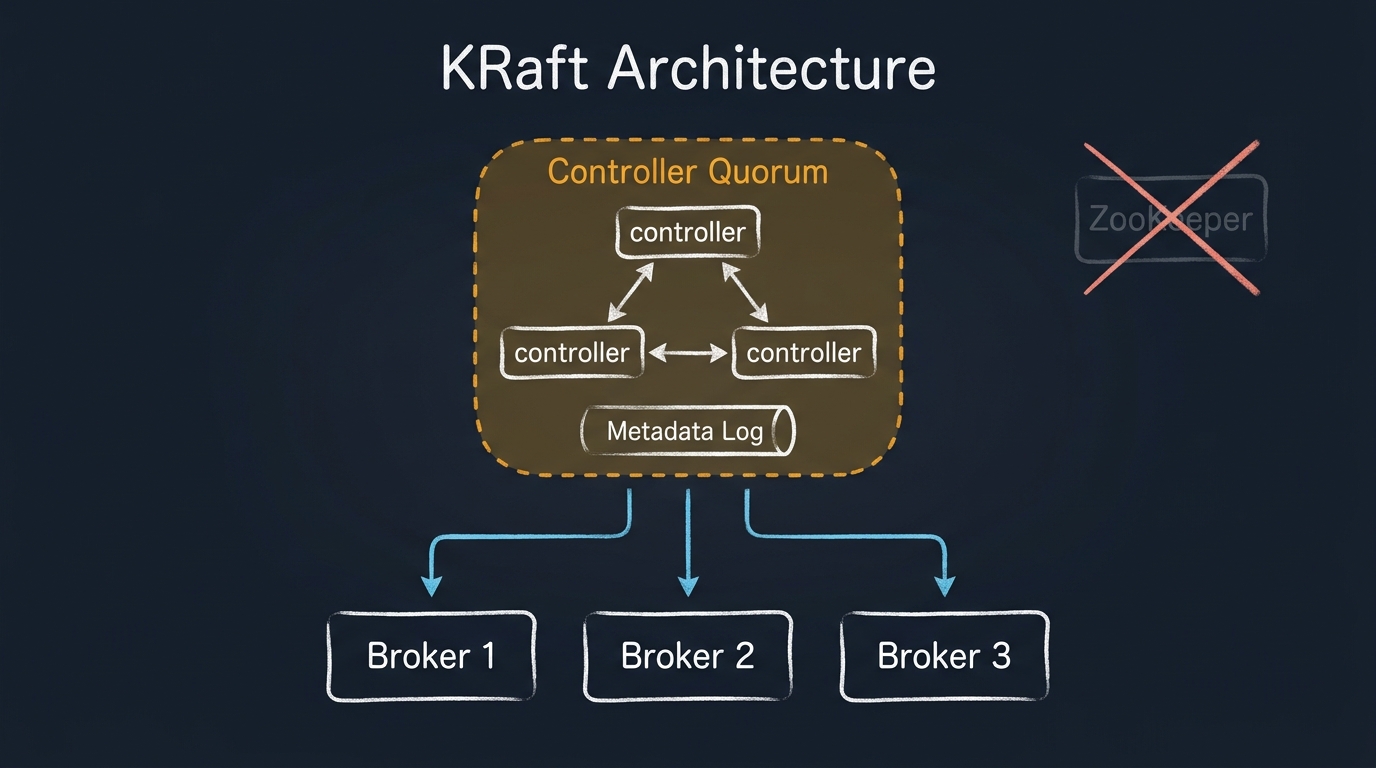 KRaft Architecture
Controller Quorum
ZooKeeper
controller
controller
controller
Metadata Log
Broker 1
Broker 2
Broker 3